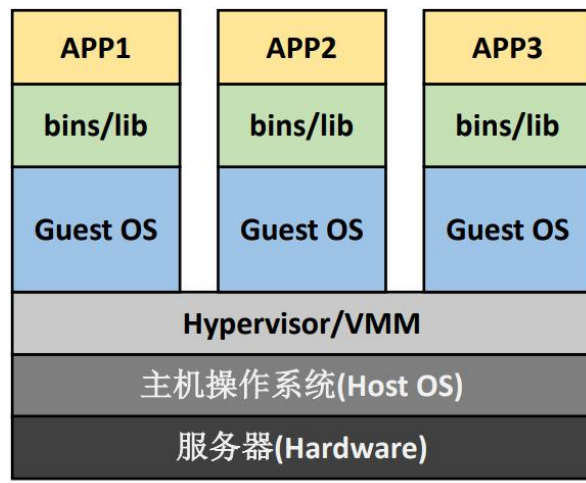 APP1 APP2 APP3
bins/lib bins/lib bins/lib
Guest OS Guest OS Guest OS
Hypervisor/VMM
主机操作系统(Host OS)
服务器(Hardware)